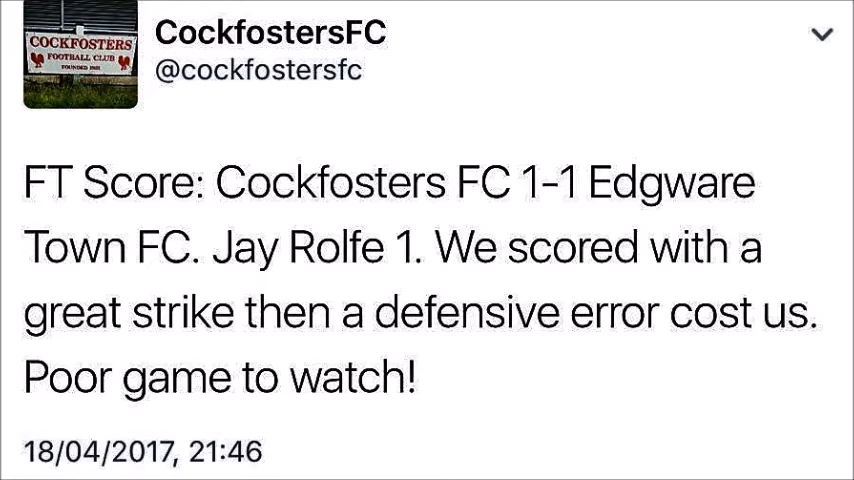 COCKFOSTERS
FOOTBALL CLUB
CockfostersFC
@cockfostersfc
FT Score: Cockfosters FC 1-1 Edgware
Town FC. Jay Rolfe 1. We scored with a
great strike then a defensive error cost us.
Poor game to watch!
18/04/2017, 21:46